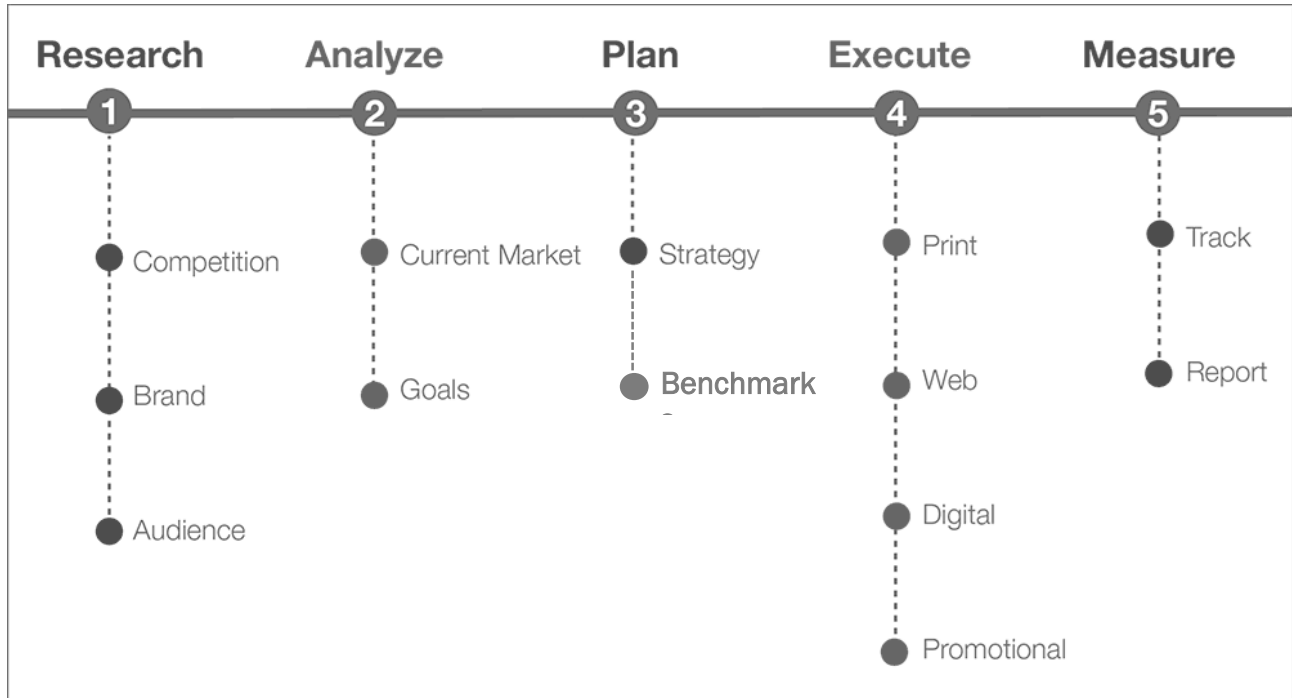 Research
Analyze
Plan
Execute
Measure
1
2
3
4
5
Competition
Brand
Audience
Current Market
Goals
Strategy
Benchmark
Print
Web
Digital
Promotional
Track
Report